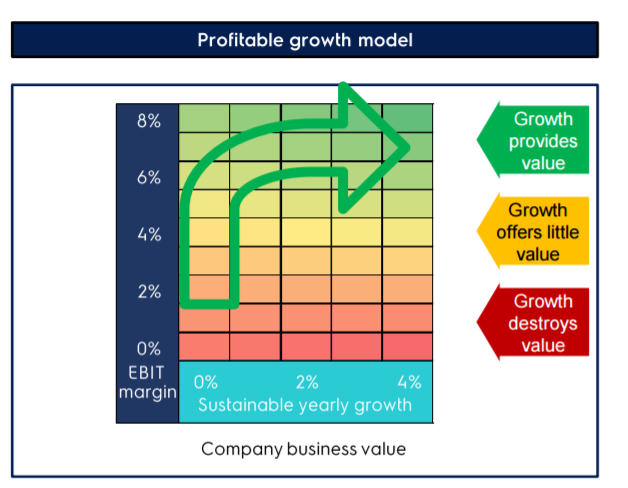 Profitable growth model
8%
6%
4%
2%
0%
EBIT
margin
0% 2% 4%
Sustainable yearly growth
Company business value
Growth
provides
value
Growth
offers little
value
Growth
destroys
value